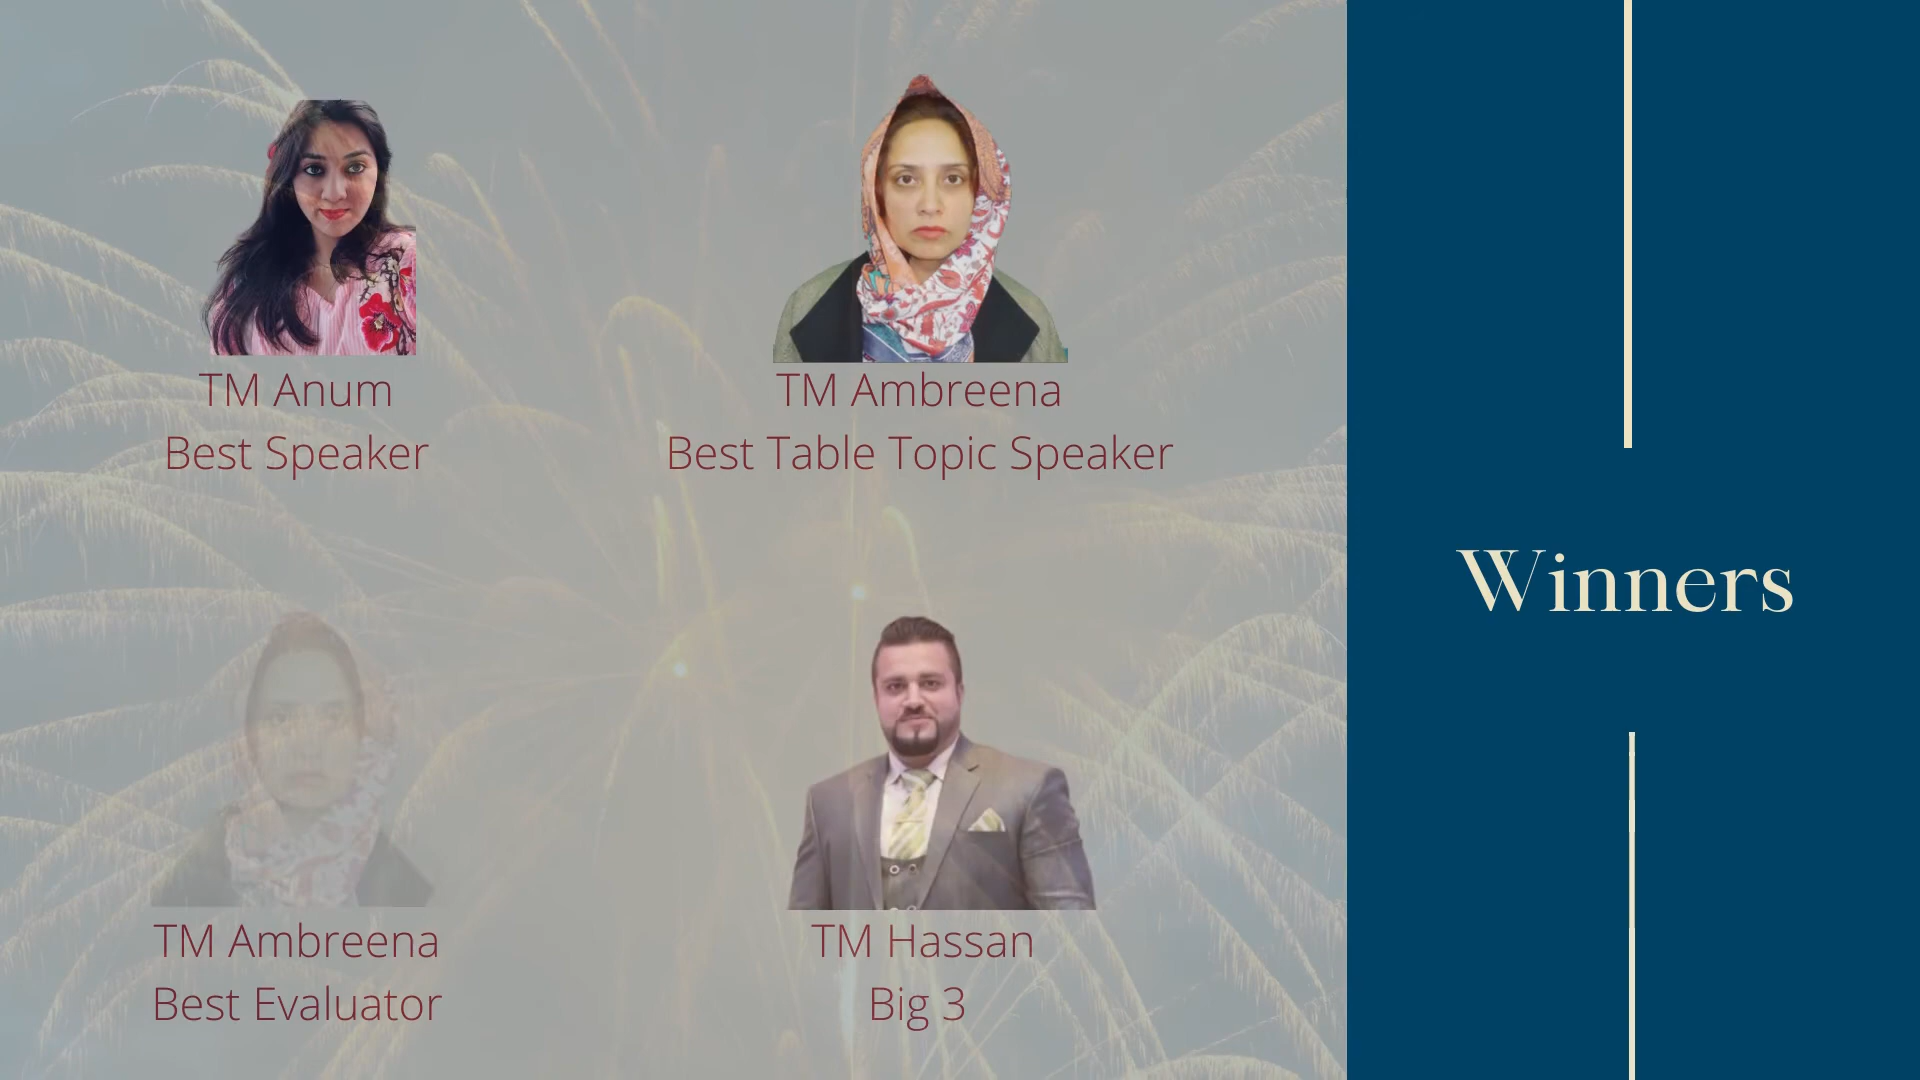 TM Anum
Best Speaker
TM Ambreena
Best Table Topic Speaker
TM Ambreena
Best Evaluator
TM Hassan
Big 3
Winners